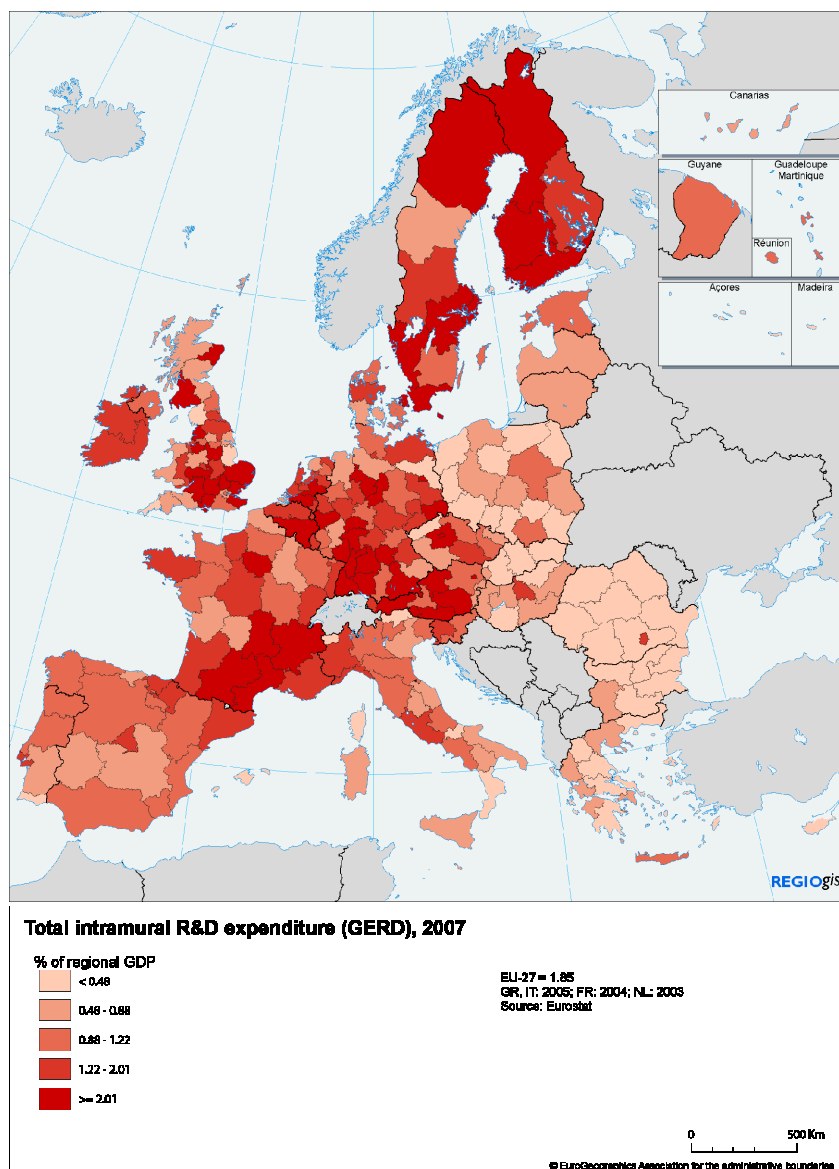 Canarias
Guyane
Guadeloupe
Martinique
Réunion
Açores
Madeira
REGIOgis
Total intramural R&D expenditure (GERD), 2007
% of regional GDP
< 0.48
0.48 - 0.88
0.88 - 1.22
1.22 - 2.01
>= 2.01
EU-27 = 1.85
GR, IT: 2005; FR: 2004; NL: 2003
Source: Eurostat
0 500 Km
© EuroGeographics Association for the administrative boundaries